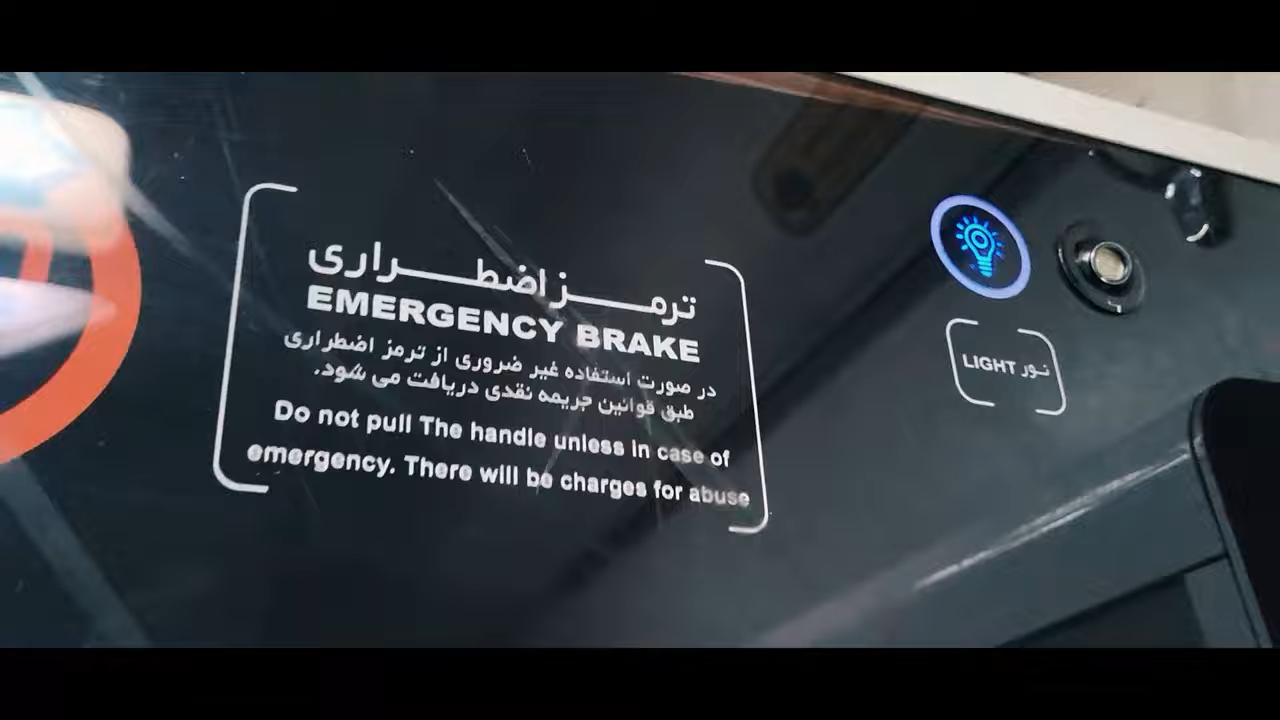 ترمز اضطراری
EMERGENCY BRAKE
در صورت استفاده غیر ضروری از ترمز اضطراری
طبق قوانین جریمه نقدی دریافت می شود.
Do not pull The handle unless in case of
emergency. There will be charges for abuse
LIGHT نور